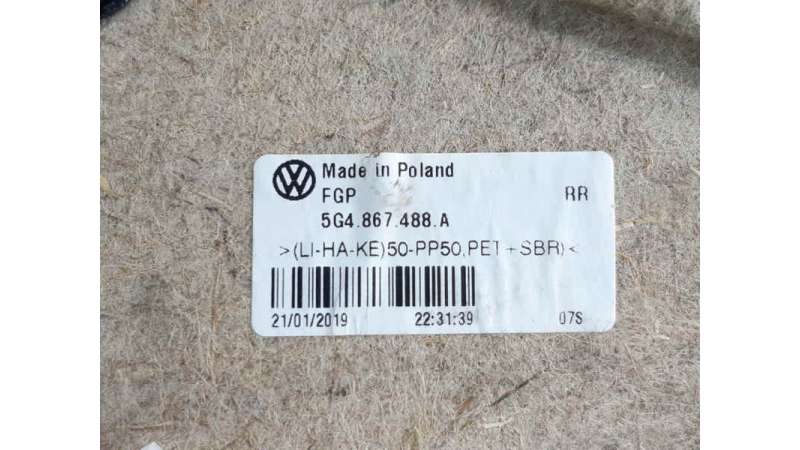 Made in Poland
FGP RR
5G4.867.488.A
>(LI-HA-KE)50-PP50,PET+SBR)<
21/01/2019 22:31:39 07S